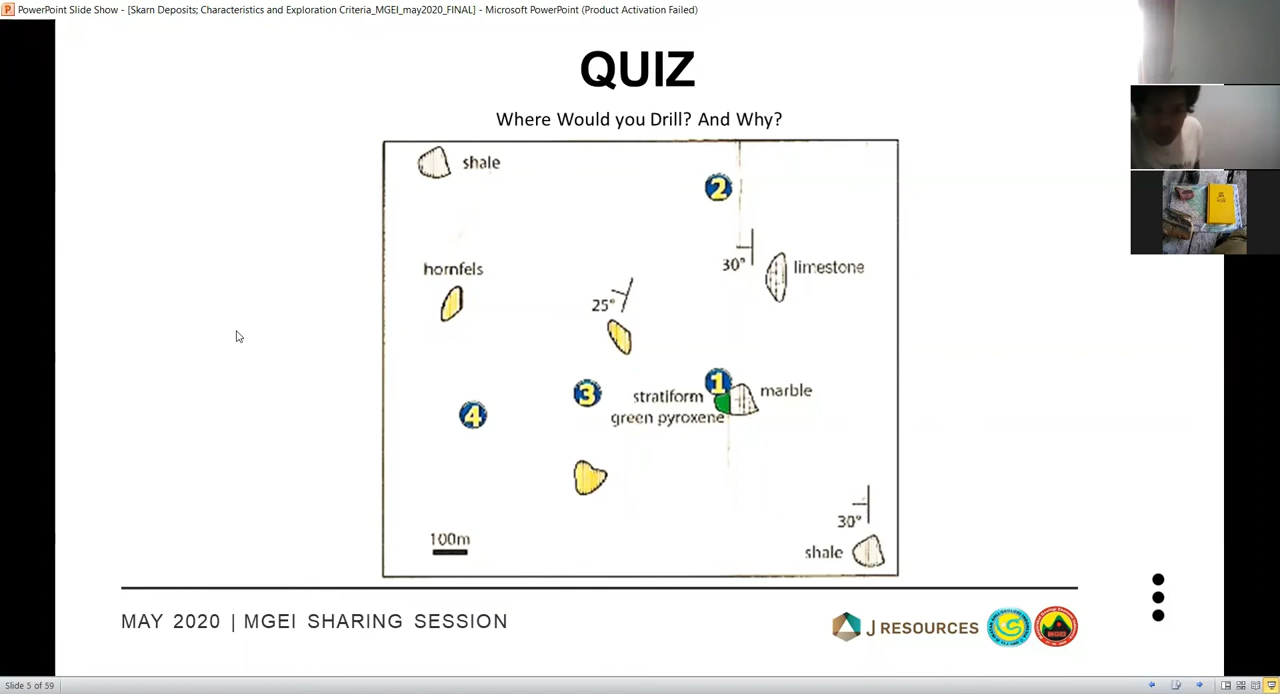 PowerPoint Slide Show - [Skarn Deposits; Characteristics and Exploration Criteria_MGEI_may2020_FINAL] - Microsoft PowerPoint (Product Activation Failed)
QUIZ
Where Would you Drill? And Why?
shale
2
30°
limestone
hornfels
25°
1
marble
3
stratiform
green pyroxene
4
30°
100m
shale
MAY 2020 | MGEI SHARING SESSION
J RESOURCES
MGEI
Slide 5 of 59